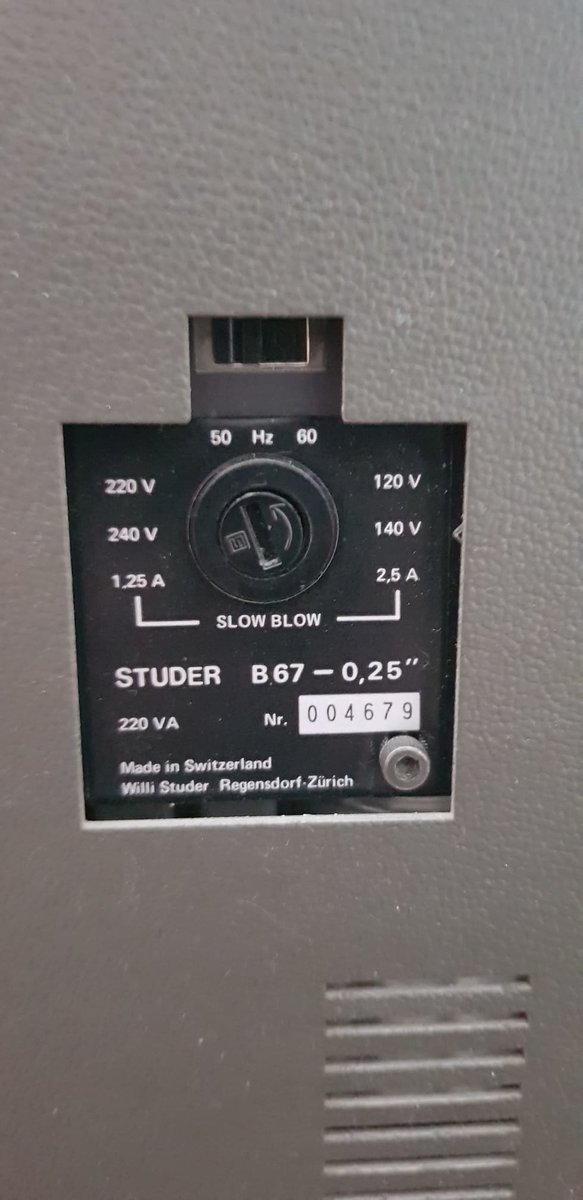 50 Hz 60
220 V 120 V
240 V 140 V
1,25 A 2,5 A
SLOW BLOW
STUDER B 67 – 0,25″
220 VA Nr. 004679
Made in Switzerland
Willi Studer Regensdorf-Zürich